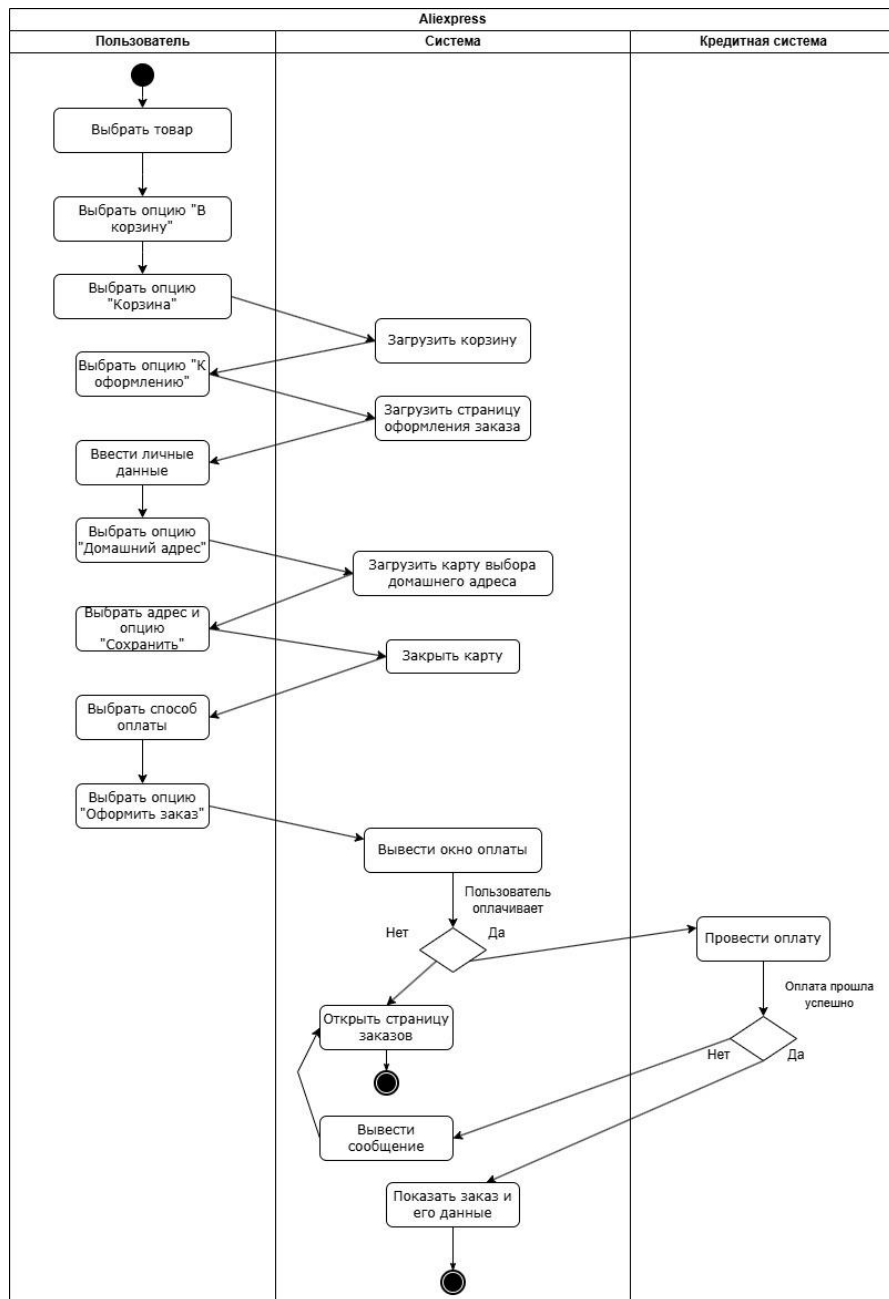 Aliexpress
Пользователь
Система
Кредитная система
Выбрать товар
Выбрать опцию "В
корзину"
Выбрать опцию
"Корзина"
Загрузить корзину
Выбрать опцию "К
оформлению"
Загрузить страницу
оформления заказа
Ввести личные
данные
Выбрать опцию
"Домашний адрес"
Загрузить карту выбора
домашнего адреса
Выбрать адрес и
опцию
"Сохранить"
Закрыть карту
Выбрать способ
оплаты
Выбрать опцию
"Оформить заказ"
Вывести окно оплаты
Пользователь
оплачивает
Нет
Да
Провести оплату
Оплата прошла
успешно
Открыть страницу
заказов
Нет
Да
Вывести
сообщение
Показать заказ и
его данные